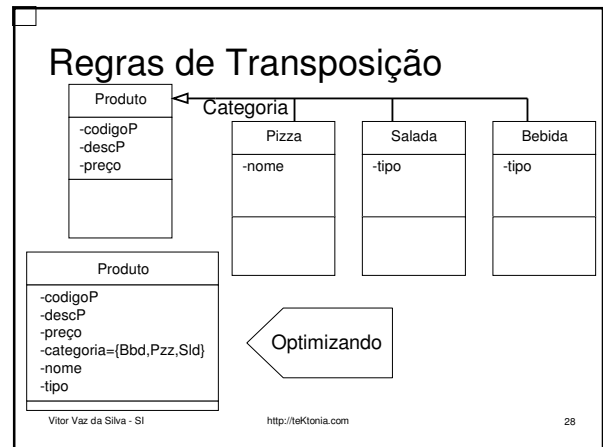 Regras de Transposição
Produto
Categoria
-codigoP
-descP
-preço
Pizza
-nome
Salada
-tipo
Bebida
-tipo
Produto
-codigoP
-descP
-preço
-categoria={Bbd,Pzz,Sld}
-nome
-tipo
Optimizando
Vitor Vaz da Silva - SI
http://teKtonia.com
28